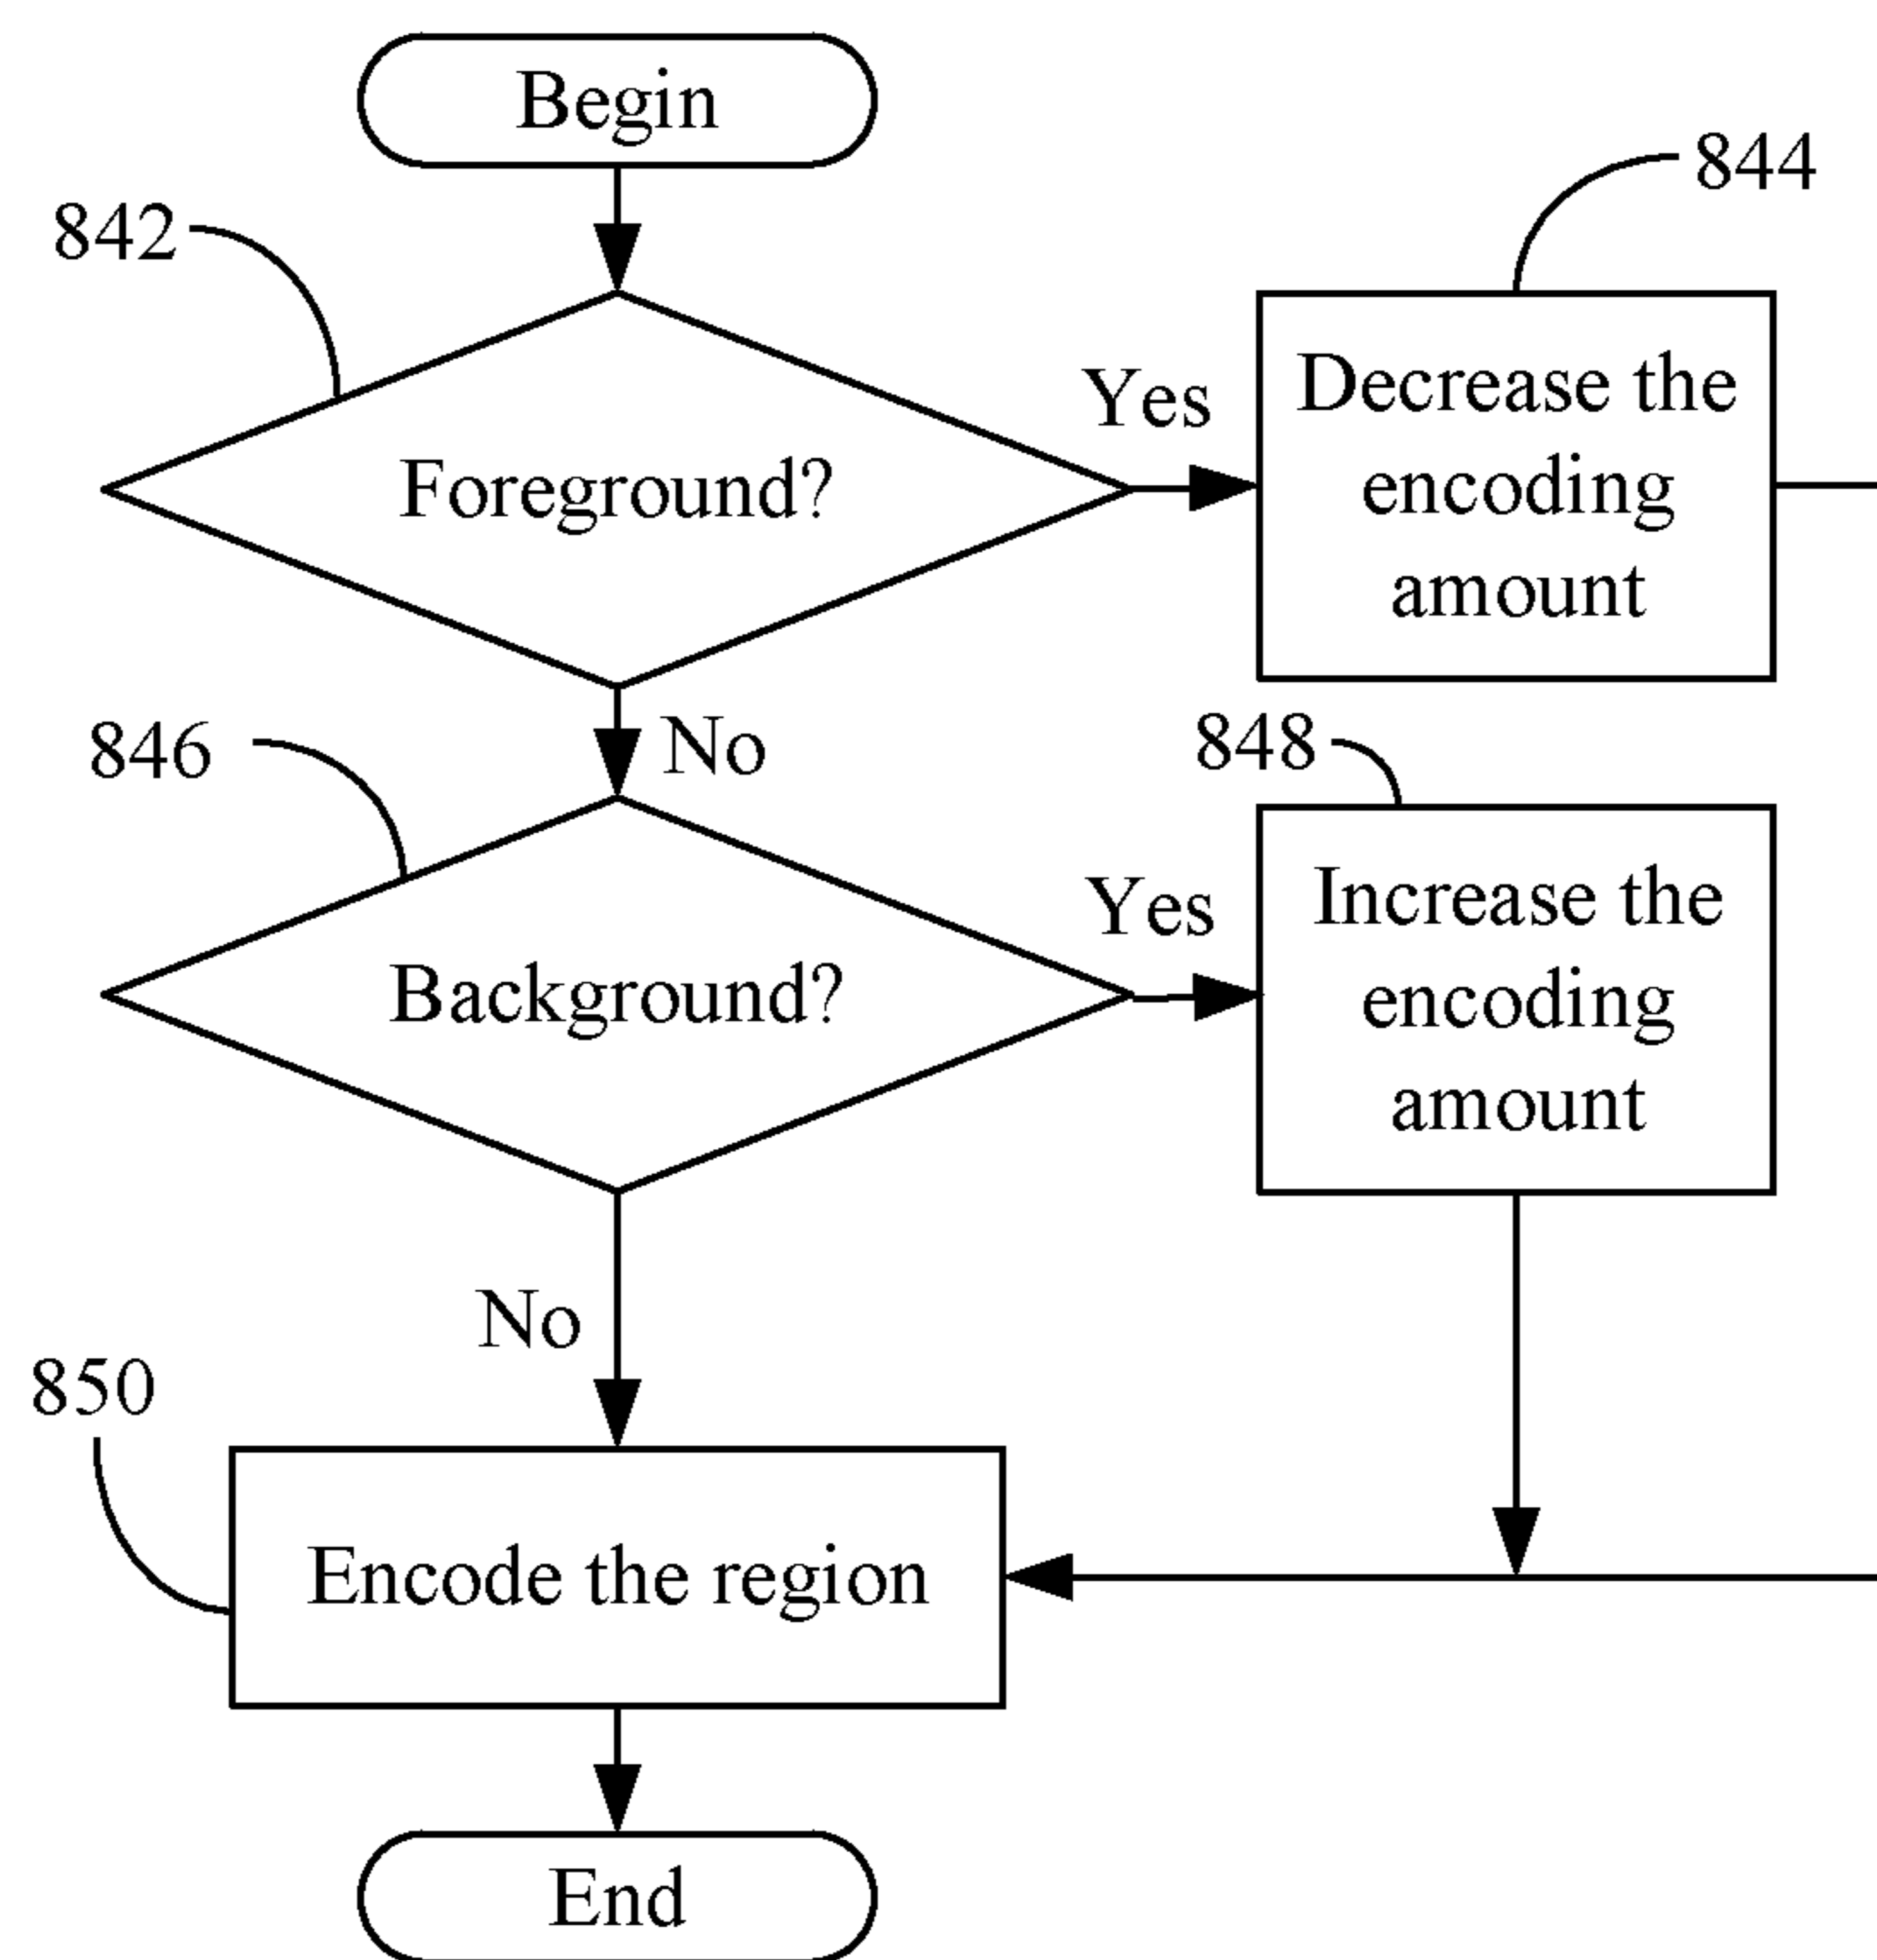 Begin
842
844
Foreground?
Yes
Decrease the
encoding
amount
No
846
848
Background?
Yes
Increase the
encoding
amount
No
850
Encode the region
End